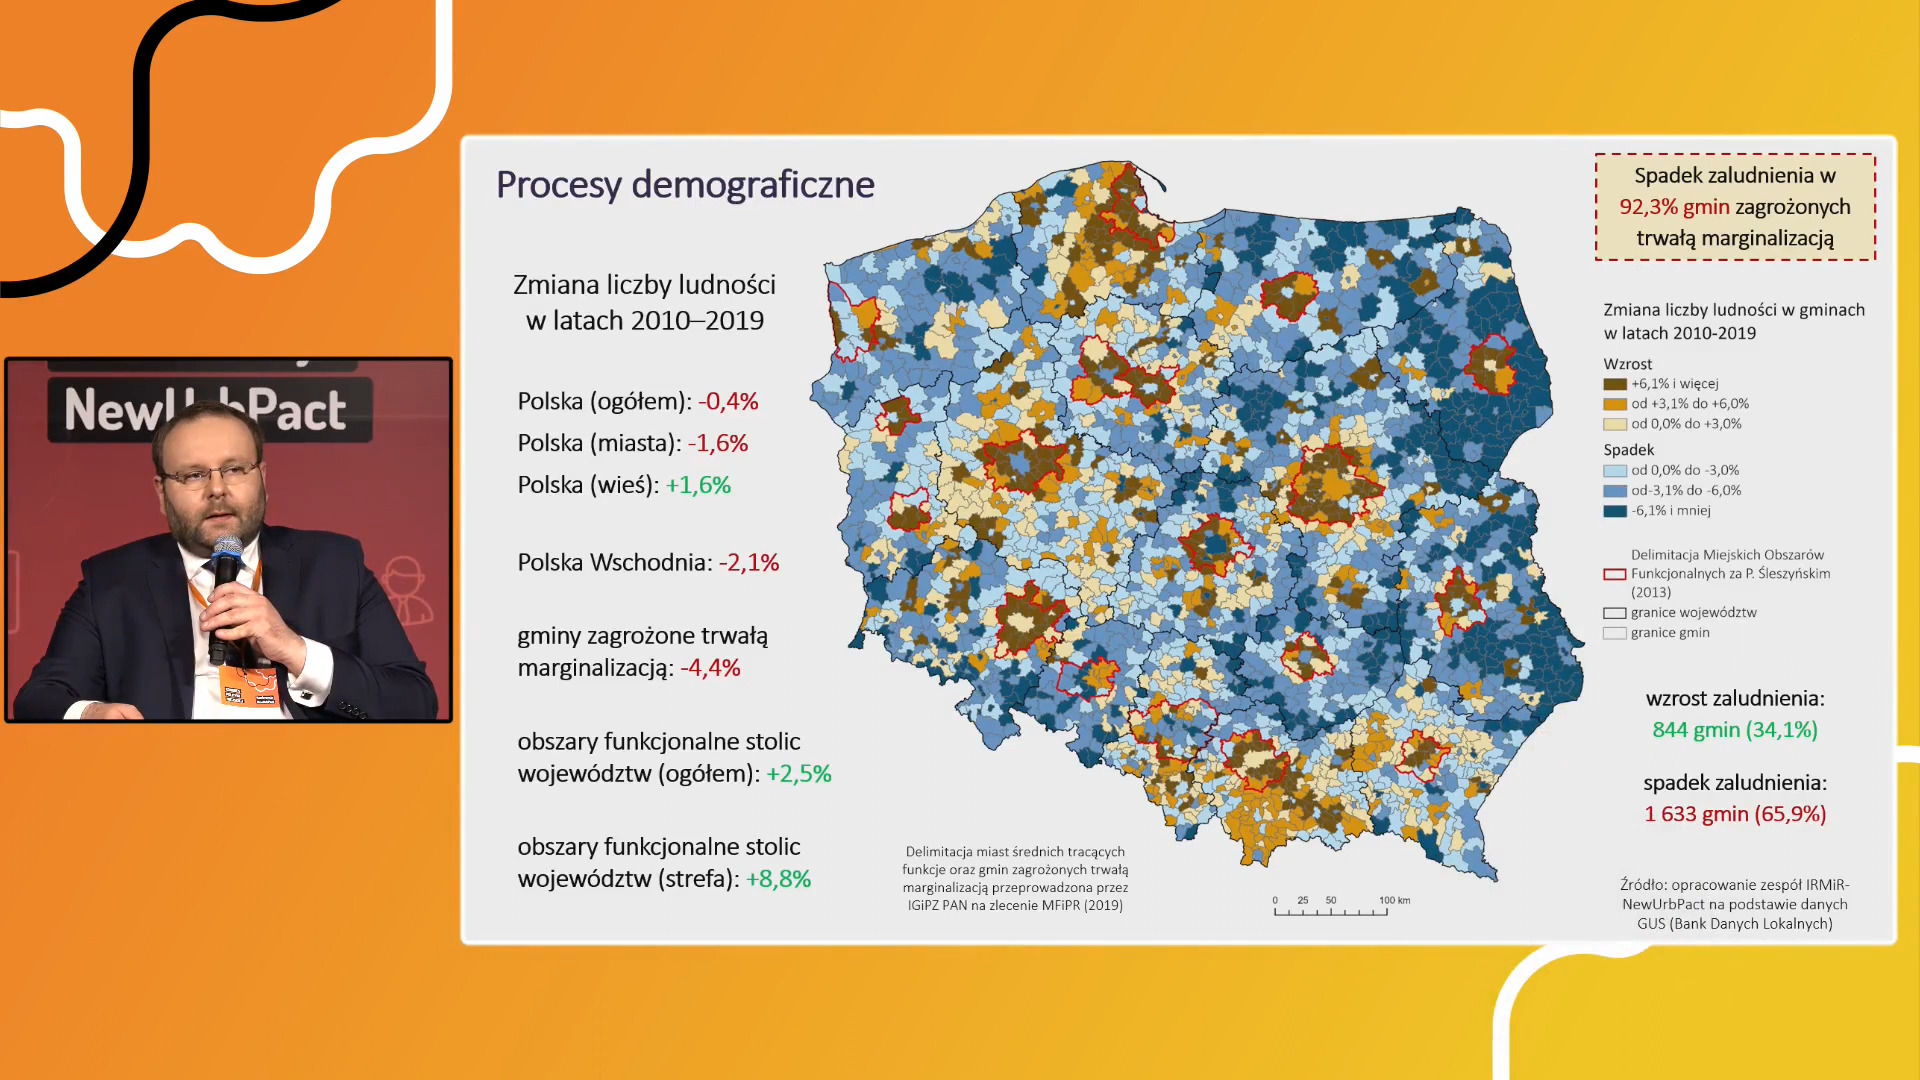 Procesy demograficzne
Zmiana liczby ludności
w latach 2010–2019
Polska (ogółem): -0,4%
Polska (miasta): -1,6%
Polska (wieś): +1,6%
Polska Wschodnia: -2,1%
gminy zagrożone trwałą
marginalizacją: -4,4%
obszary funkcjonalne stolic
województw (ogółem): +2,5%
obszary funkcjonalne stolic
województw (strefa): +8,8%
Delimitacja miast średnich tracących
funkcje oraz gmin zagrożonych trwałą
marginalizacją przeprowadzona przez
IGiPZ PAN na zlecenie MFiPR (2019)
0 25 50 100 km
Spadek zaludnienia w
92,3% gmin zagrożonych
trwałą marginalizacją
Zmiana liczby ludności w gminach
w latach 2010-2019
Wzrost
+6,1% i więcej
od +3,1% do +6,0%
od 0,0% do +3,0%
Spadek
od 0,0% do -3,0%
od-3,1% do -6,0%
-6,1% i mniej
Delimitacja Miejskich Obszarów
Funkcjonalnych za P. Śleszyńskim
(2013)
granice województw
granice gmin
wzrost zaludnienia:
844 gmin (34,1%)
spadek zaludnienia:
1 633 gmin (65,9%)
Źródło: opracowanie zespół IRMiR-
NewUrbPact na podstawie danych
GUS (Bank Danych Lokalnych)